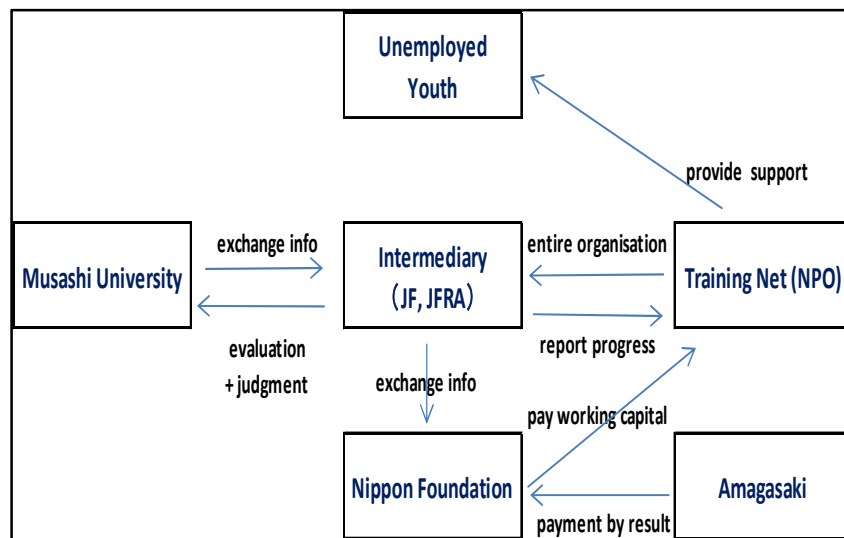 Unemployed
Youth
provide support
Musashi University
exchange info
evaluation
+ judgment
Intermediary
(JF, JFRA)
entire organisation
report progress
Training Net (NPO)
exchange info
pay working capital
Nippon Foundation
payment by result
Amagasaki